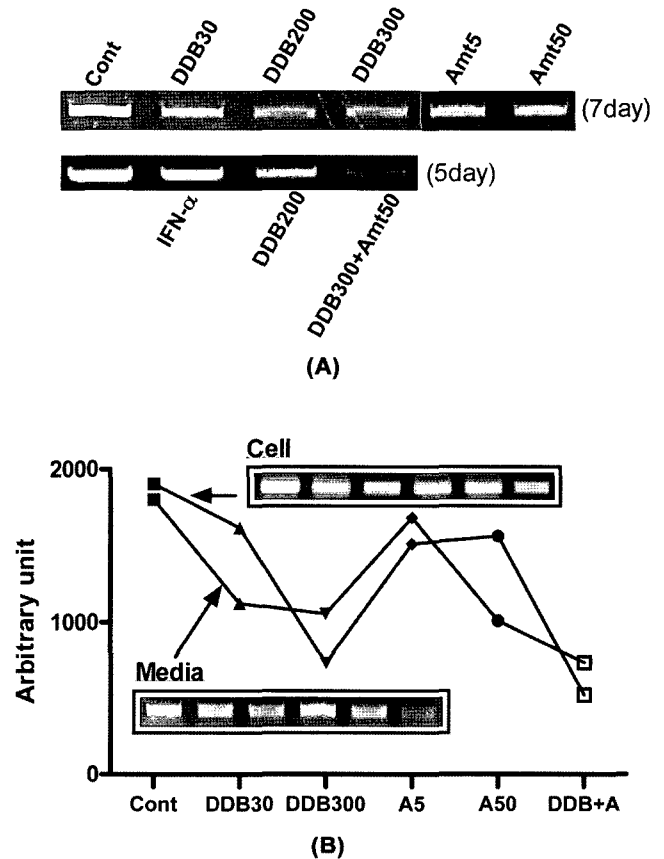 Cont DDB30 DDB200 DDB300 Amt5 Amt50
(7day)
(5day)
IFN-α DDB200 DDB300+Amt50
(A)
Cell
2000
1000
0
Arbitrary unit
Media
Cont DDB30 DDB300 A5 A50 DDB+A
(B)